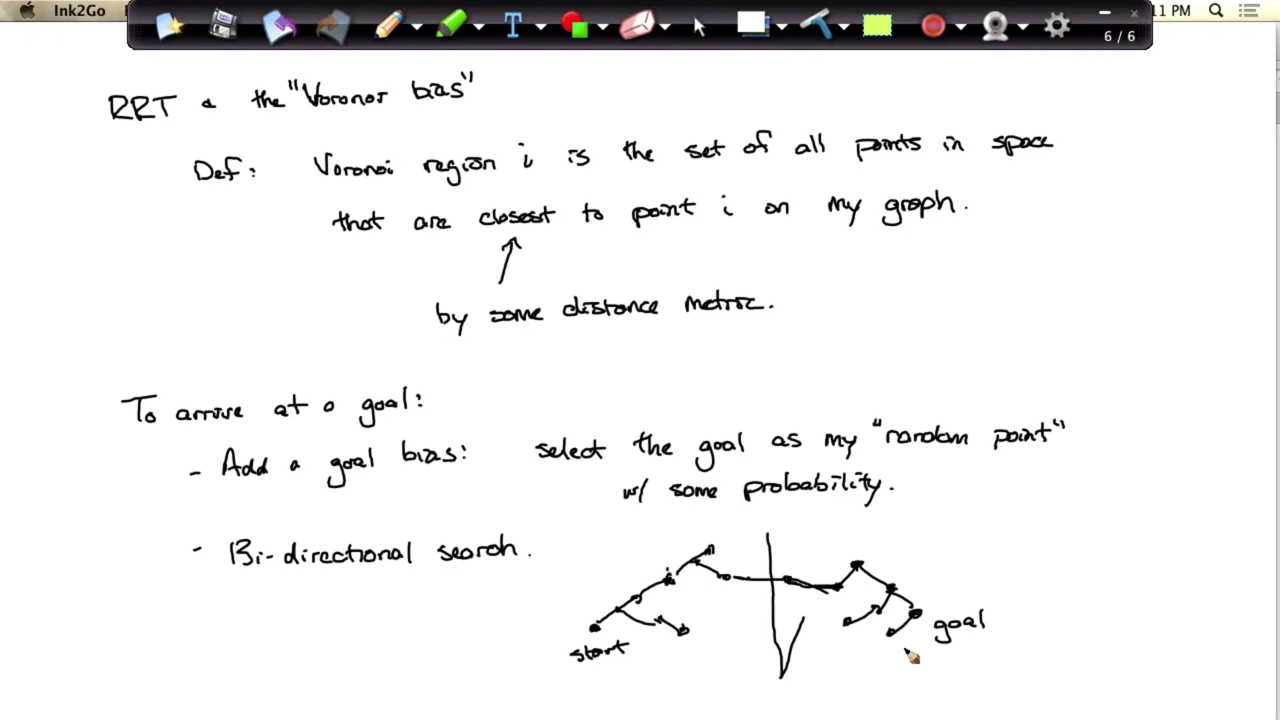 Ink2Go
11 PM
6 / 6
RRT & the "Voronoi bias"
Def: Voronoi region i is the set of all points in space
that are closest to point i on my graph.
by some distance metric.
To arrive at a goal:
- Add a goal bias: select the goal as my "random point"
w/ some probability.
- Bi-directional search.
start
goal